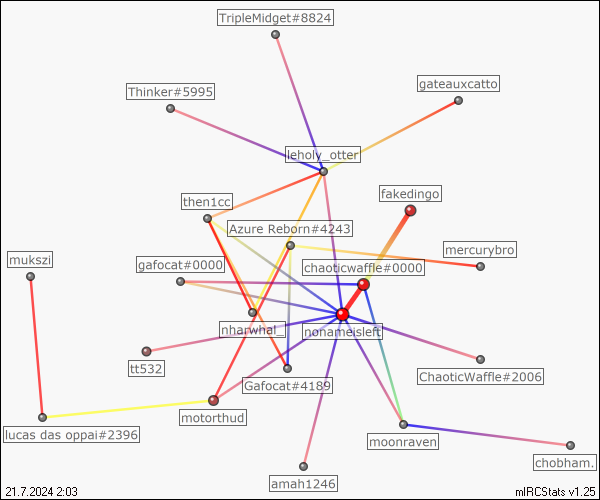 TripleMidget#8824
gateauxcatto
Thinker#5995
leholy_otter
fakedingo
then1cc
Azure Reborn#4243
mukszi
gafocat#0000
chaoticwaffle#0000
mercurybro
nharwhal_
nonameisleft
tt532
Gafocat#4189
ChaoticWaffle#2006
motorthud
lucas das oppai#2396
moonraven
chobham.
amah1246
21.7.2024 2:03
mIRCStats v1.25